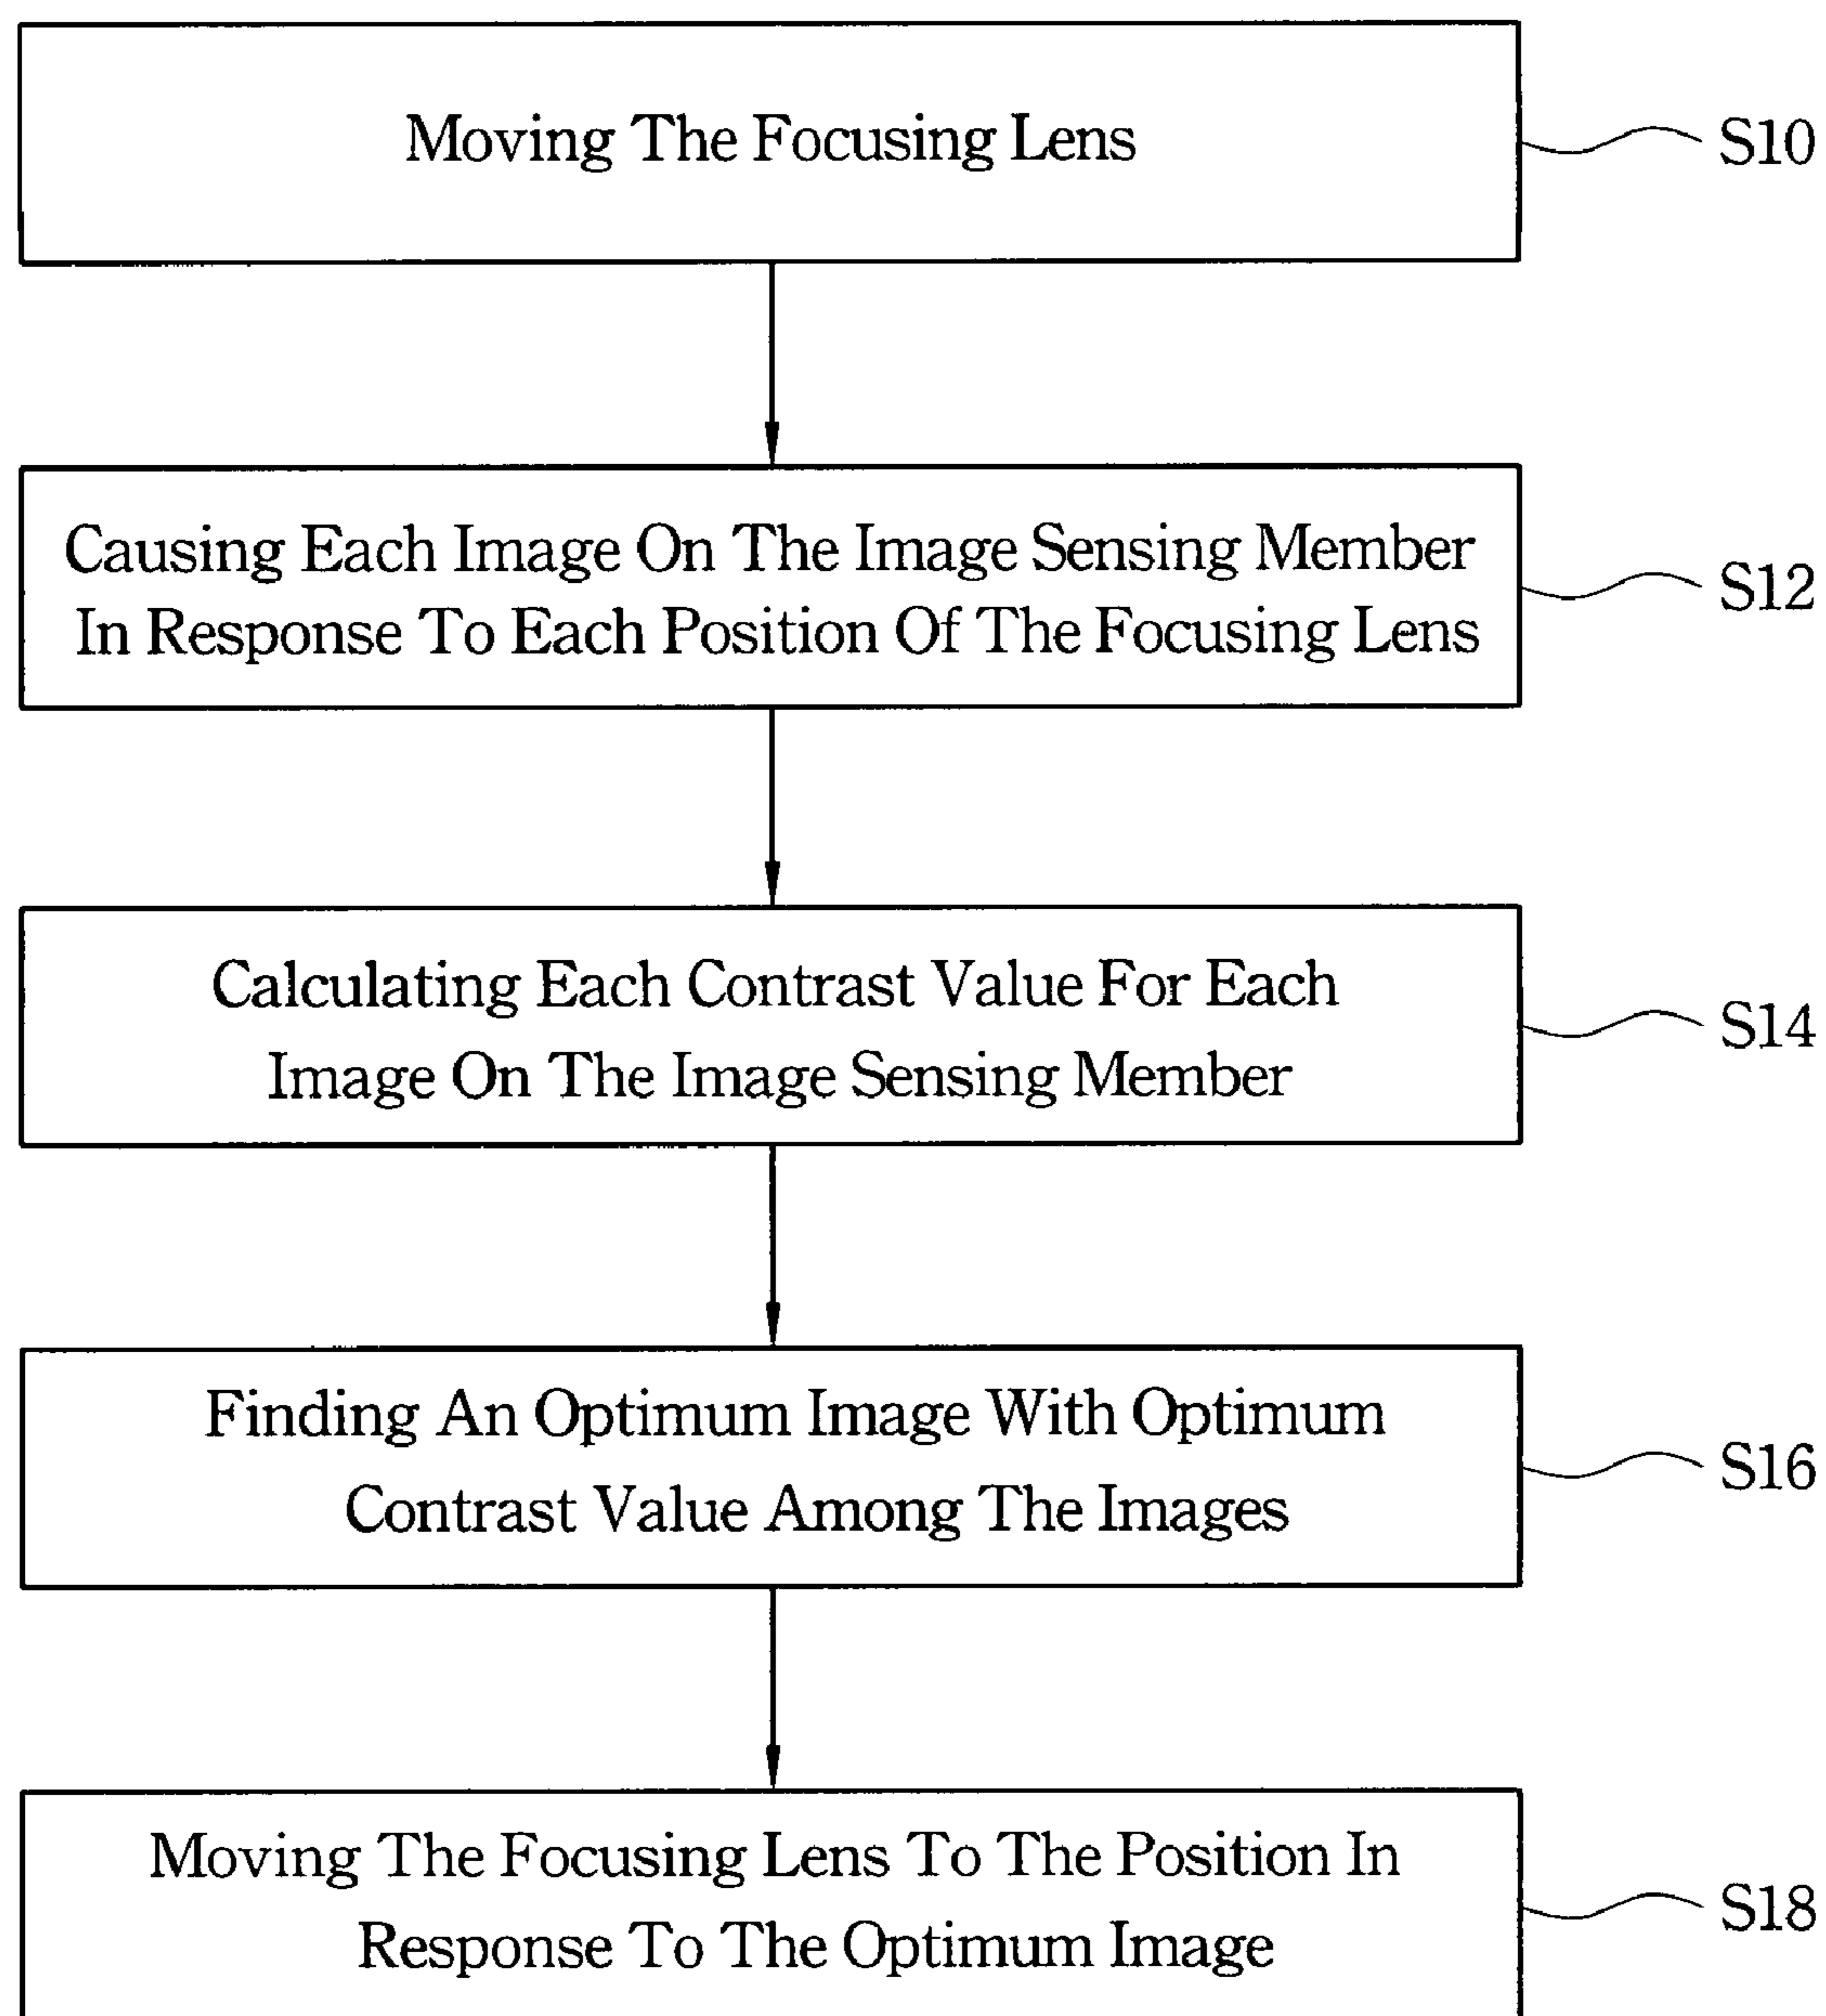 Moving The Focusing Lens
S10
Causing Each Image On The Image Sensing Member
In Response To Each Position Of The Focusing Lens
S12
Calculating Each Contrast Value For Each
Image On The Image Sensing Member
S14
Finding An Optimum Image With Optimum
Contrast Value Among The Images
S16
Moving The Focusing Lens To The Position In
Response To The Optimum Image
S18